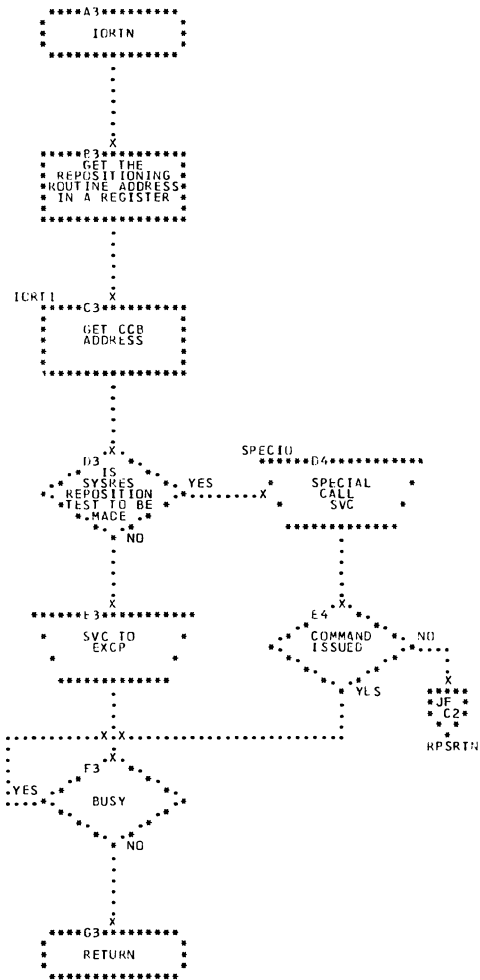 A3
IORTN
B3
GET THE
REPOSITIONING
ROUTINE ADDRESS
IN A REGISTER
IORT1
C3
GET CCB
ADDRESS
D3
IS
SYSRES
REPOSITION
TEST TO BE
MADE
YES
NO
SPECIO
D4
SPECIAL
CALL
SVC
E3
SVC TO
EXCP
E4
COMMAND
ISSUED
NO
YES
JF
C2
RPSRTN
F3
BUSY
YES
NO
G3
RETURN